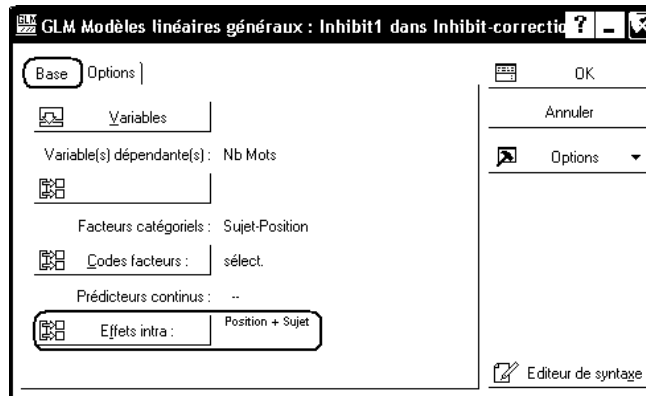 GLM Modèles linéaires généraux : Inhibit1 dans Inhibit-correctio
Base Options
OK
Variables
Annuler
Variable(s) dépendante(s) : Nb Mots
Options
Facteurs catégoriels : Sujet-Position
Codes facteurs : sélect.
Prédicteurs continus : --
Effets intra : Position + Sujet
Editeur de syntaxe